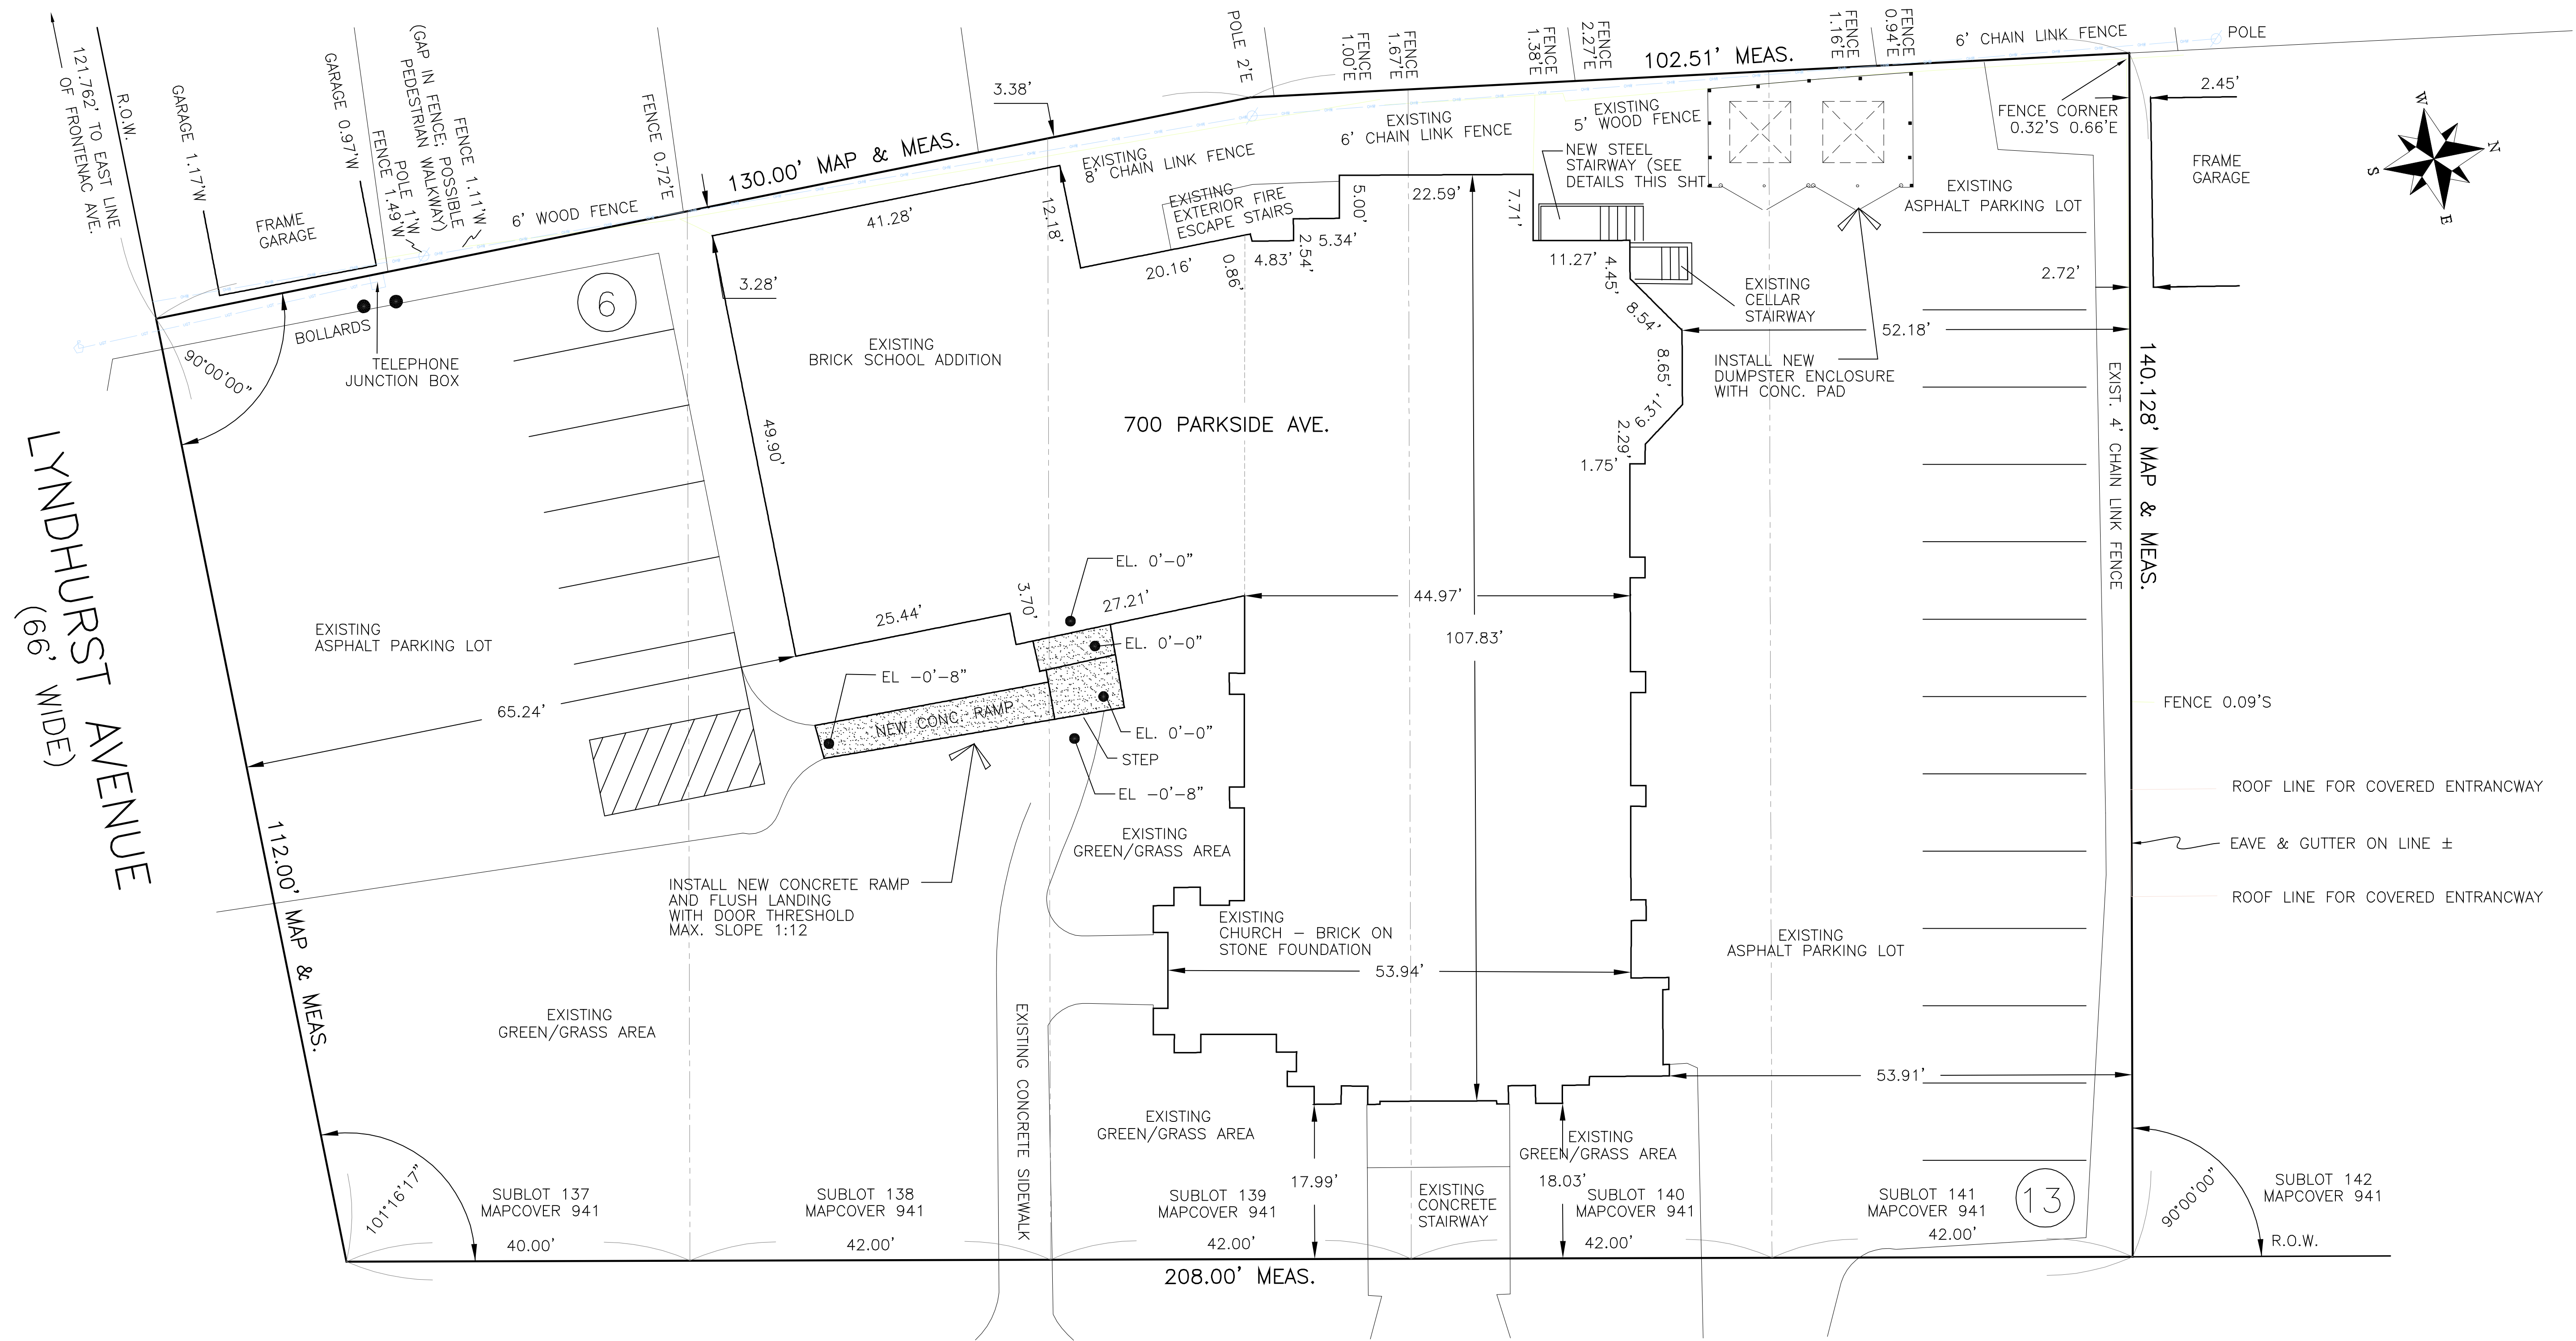 121.762' TO EAST LINE
OF FRONTENAC AVE.
R.O.W.
GARAGE 1.17'W
FRAME
GARAGE
GARAGE 0.97'W
FENCE 1.49'W
POLE 1'W
(GAP IN FENCE; POSSIBLE
PEDESTRIAN WALKWAY)
FENCE 1.11'W
6' WOOD FENCE
FENCE 0.72'E
130.00' MAP & MEAS.
3.38'
POLE 2'E
FENCE
1.00'E
FENCE
1.67'E
FENCE
1.38'E
FENCE
2.27'E
102.51' MEAS.
FENCE
1.16'E
FENCE
0.94'E
6' CHAIN LINK FENCE
POLE
FENCE CORNER
0.32'S 0.66'E
2.45'
FRAME
GARAGE
2.72'
W
N
S
E
EXISTING
8' CHAIN LINK FENCE
EXISTING
6' CHAIN LINK FENCE
EXISTING
5' WOOD FENCE
NEW STEEL
STAIRWAY (SEE
DETAILS THIS SHT
EXISTING
ASPHALT PARKING LOT
EXISTING
EXTERIOR FIRE
ESCAPE STAIRS
41.28'
12.18'
20.16'
0.86'
4.83'
2.54'
5.34'
5.00'
22.59'
7.71'
11.27'
4.45'
8.54'
8.65'
6.31'
2.29'
1.75'
EXISTING
CELLAR
STAIRWAY
52.18'
INSTALL NEW
DUMPSTER ENCLOSURE
WITH CONC. PAD
EXIST. 4' CHAIN LINK FENCE
140.128' MAP & MEAS.
3.28'
6
BOLLARDS
TELEPHONE
JUNCTION BOX
90°00'00"
EXISTING
BRICK SCHOOL ADDITION
700 PARKSIDE AVE.
49.90'
LYNDHURST AVENUE
(66' WIDE)
EXISTING
ASPHALT PARKING LOT
65.24'
25.44'
3.70'
27.21'
EL. 0'-0"
EL. 0'-0"
EL -0'-8"
NEW CONC. RAMP
EL. 0'-0"
STEP
EL -0'-8"
44.97'
107.83'
FENCE 0.09'S
ROOF LINE FOR COVERED ENTRANCWAY
EAVE & GUTTER ON LINE ±
ROOF LINE FOR COVERED ENTRANCWAY
EXISTING
GREEN/GRASS AREA
INSTALL NEW CONCRETE RAMP
AND FLUSH LANDING
WITH DOOR THRESHOLD
MAX. SLOPE 1:12
112.00' MAP & MEAS.
EXISTING
CHURCH - BRICK ON
STONE FOUNDATION
53.94'
EXISTING
ASPHALT PARKING LOT
EXISTING
GREEN/GRASS AREA
EXISTING CONCRETE SIDEWALK
53.91'
EXISTING
GREEN/GRASS AREA
EXISTING
GREEN/GRASS AREA
17.99'
18.03'
101°16'17"
SUBLOT 137
MAPCOVER 941
40.00'
SUBLOT 138
MAPCOVER 941
42.00'
SUBLOT 139
MAPCOVER 941
42.00'
EXISTING
CONCRETE
STAIRWAY
SUBLOT 140
MAPCOVER 941
42.00'
SUBLOT 141
MAPCOVER 941
42.00'
13
90°00'00"
SUBLOT 142
MAPCOVER 941
R.O.W.
208.00' MEAS.